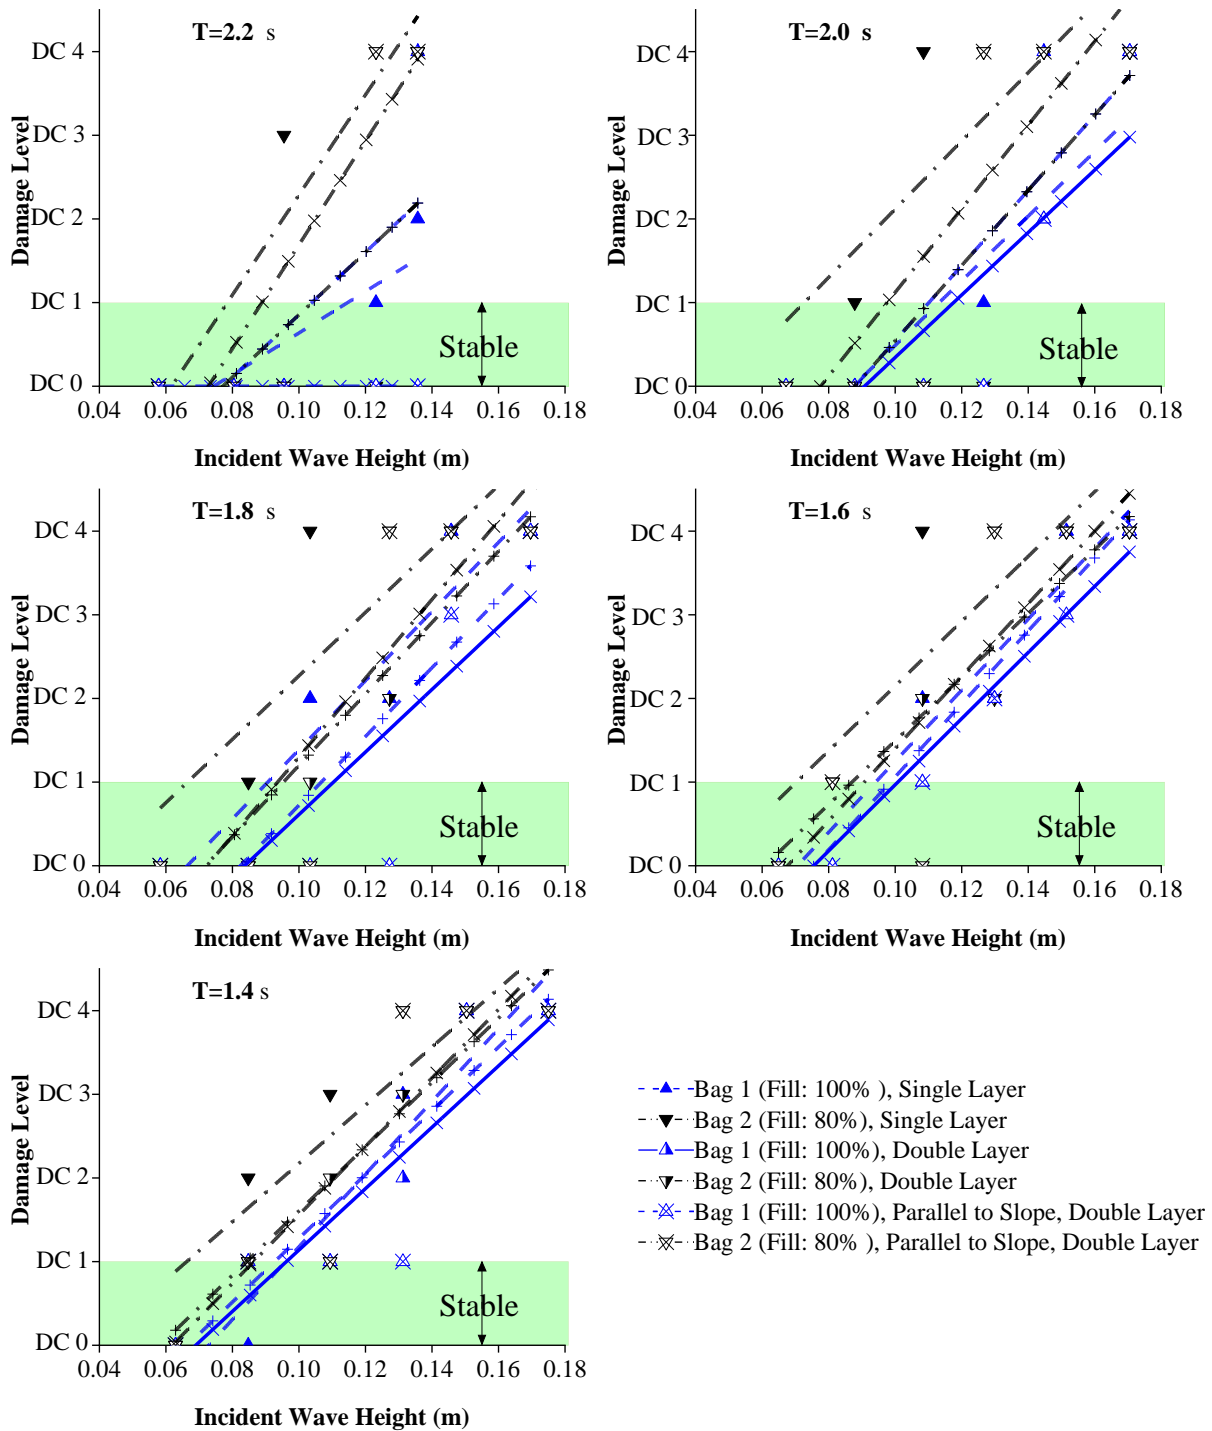 T=2.2 s
DC 4
DC 3
DC 2
DC 1
DC 0
Damage Level
Stable
0.04 0.06 0.08 0.10 0.12 0.14 0.16 0.18
Incident Wave Height (m)
T=2.0 s
DC 4
DC 3
DC 2
DC 1
DC 0
Damage Level
Stable
0.04 0.06 0.08 0.10 0.12 0.14 0.16 0.18
Incident Wave Height (m)
T=1.8 s
DC 4
DC 3
DC 2
DC 1
DC 0
Damage Level
Stable
0.04 0.06 0.08 0.10 0.12 0.14 0.16 0.18
Incident Wave Height (m)
T=1.6 s
DC 4
DC 3
DC 2
DC 1
DC 0
Damage Level
Stable
0.04 0.06 0.08 0.10 0.12 0.14 0.16 0.18
Incident Wave Height (m)
T=1.4 s
DC 4
DC 3
DC 2
DC 1
DC 0
Damage Level
Stable
0.04 0.06 0.08 0.10 0.12 0.14 0.16 0.18
Incident Wave Height (m)
Bag 1 (Fill: 100% ), Single Layer
Bag 2 (Fill: 80%), Single Layer
Bag 1 (Fill: 100%), Double Layer
Bag 2 (Fill: 80%), Double Layer
Bag 1 (Fill: 100%), Parallel to Slope, Double Layer
Bag 2 (Fill: 80% ), Parallel to Slope, Double Layer